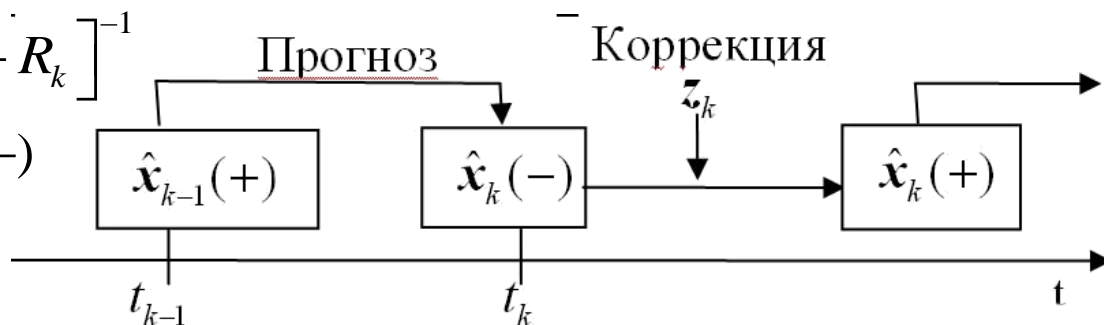 R_k ]^{-1}
Прогноз
Коррекция
z_k
–)
x̂_{k-1}(+)
x̂_k(−)
x̂_k(+)
t_{k-1}
t_k
t